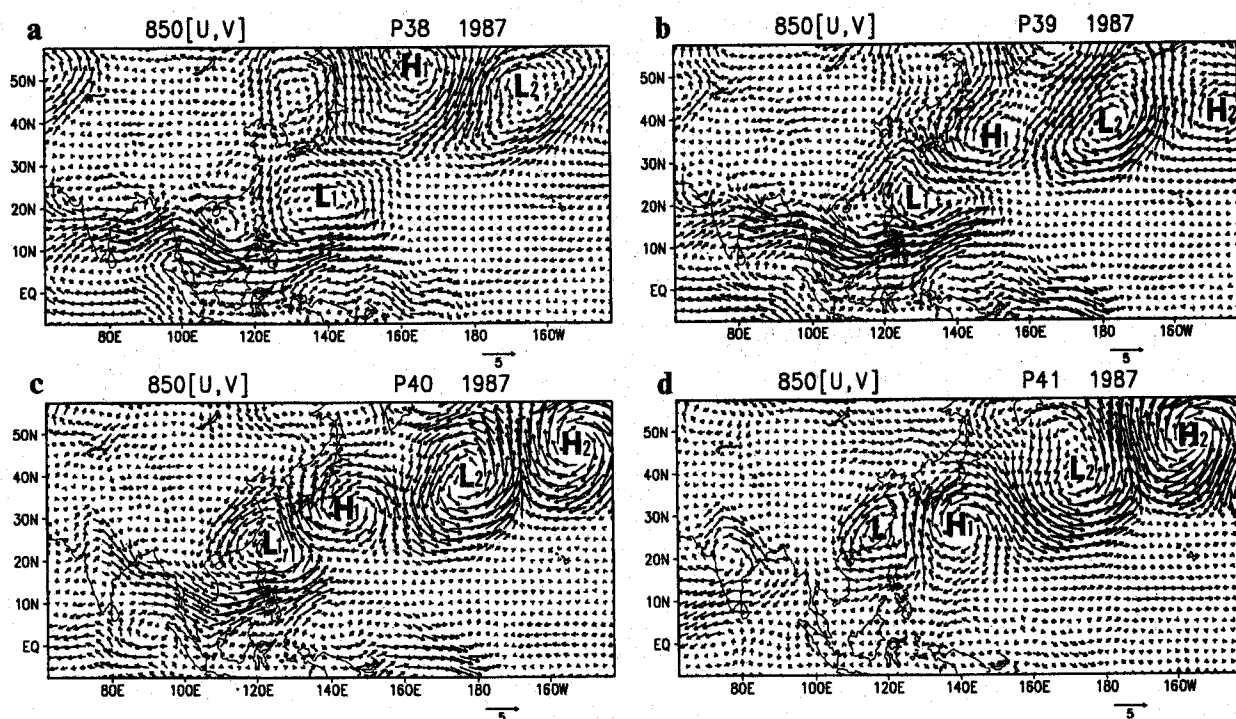 a 850[U,V] P38 1987
50N H₁ L₂
40N
30N
20N L₁
10N
EQ
80E 100E 120E 140E 160E 180 160W
5
b 850[U,V] P39 1987
50N
40N H₁ L₂ H₂
30N
20N L₁
10N
EQ
80E 100E 120E 140E 160E 180 160W
5
c 850[U,V] P40 1987
50N H₂
40N L₂
30N H₁
20N L
10N
EQ
80E 100E 120E 140E 160E 180 160W
5
d 850[U,V] P41 1987
50N H₂
40N L₂
30N L H₁
20N
10N
EQ
80E 100E 120E 140E 160E 180 160W
5